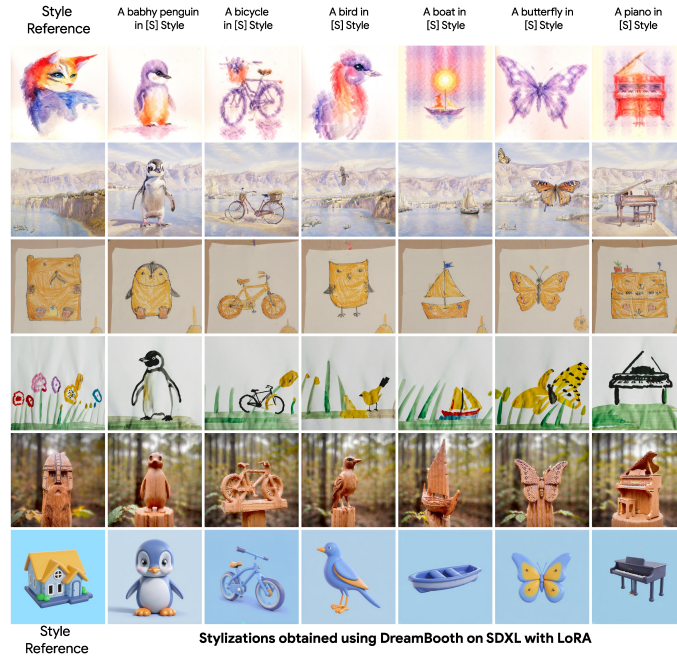 Style
Reference
A babhy penguin
in [S] Style
A bicycle
in [S] Style
A bird in
[S] Style
A boat in
[S] Style
A butterfly in
[S] Style
A piano in
[S] Style
Style
Reference
Stylizations obtained using DreamBooth on SDXL with LoRA